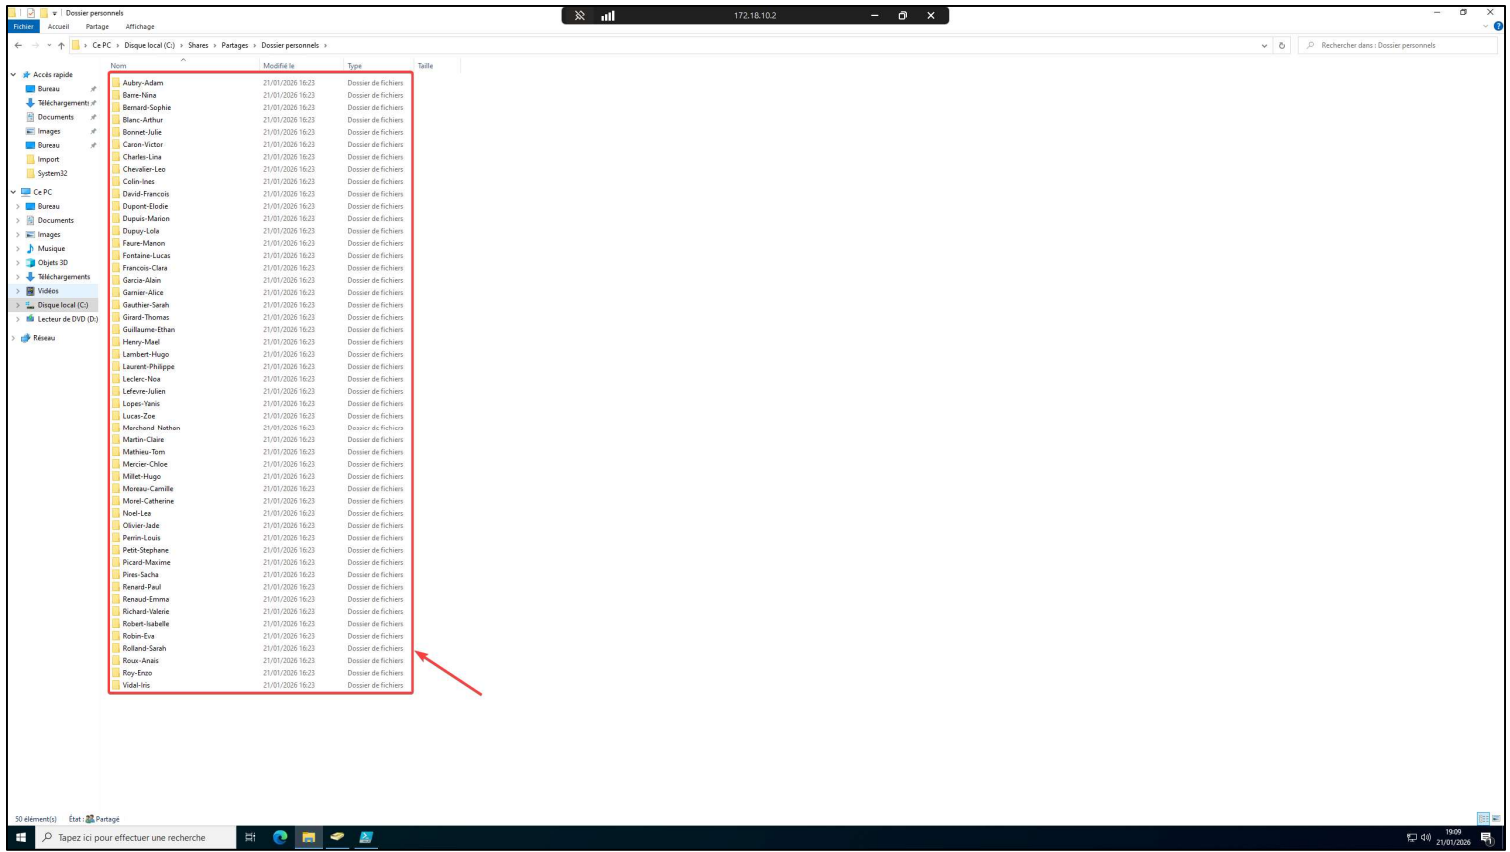 Dossier personnels
172.18.10.2
Fichier Accueil Partage Affichage
Ce PC › Disque local (C:) › Shares › Partages › Dossier personnels ›
Rechercher dans : Dossier personnels
Nom Modifié le Type Taille
Accès rapide
Bureau
Téléchargements
Documents
Images
Bureau
Import
System32
Ce PC
Bureau
Documents
Images
Musique
Objets 3D
Téléchargements
Vidéos
Disque local (C:)
Lecteur de DVD (D:)
Réseau
Aubry-Adam 21/01/2026 16:23 Dossier de fichiers
Barre-Nina 21/01/2026 16:23 Dossier de fichiers
Bernard-Sophie 21/01/2026 16:23 Dossier de fichiers
Blanc-Arthur 21/01/2026 16:23 Dossier de fichiers
Bonnet-Julie 21/01/2026 16:23 Dossier de fichiers
Caron-Victor 21/01/2026 16:23 Dossier de fichiers
Charles-Lina 21/01/2026 16:23 Dossier de fichiers
Chevalier-Leo 21/01/2026 16:23 Dossier de fichiers
Colin-Ines 21/01/2026 16:23 Dossier de fichiers
David-Francois 21/01/2026 16:23 Dossier de fichiers
Dupont-Elodie 21/01/2026 16:23 Dossier de fichiers
Dupuis-Marion 21/01/2026 16:23 Dossier de fichiers
Dupuy-Lola 21/01/2026 16:23 Dossier de fichiers
Faure-Manon 21/01/2026 16:23 Dossier de fichiers
Fontaine-Lucas 21/01/2026 16:23 Dossier de fichiers
Francois-Clara 21/01/2026 16:23 Dossier de fichiers
Garcia-Alain 21/01/2026 16:23 Dossier de fichiers
Garnier-Alice 21/01/2026 16:23 Dossier de fichiers
Gauthier-Sarah 21/01/2026 16:23 Dossier de fichiers
Girard-Thomas 21/01/2026 16:23 Dossier de fichiers
Guillaume-Ethan 21/01/2026 16:23 Dossier de fichiers
Henry-Mael 21/01/2026 16:23 Dossier de fichiers
Lambert-Hugo 21/01/2026 16:23 Dossier de fichiers
Laurent-Philippe 21/01/2026 16:23 Dossier de fichiers
Leclerc-Noa 21/01/2026 16:23 Dossier de fichiers
Lefevre-Julien 21/01/2026 16:23 Dossier de fichiers
Lopes-Yanis 21/01/2026 16:23 Dossier de fichiers
Lucas-Zoe 21/01/2026 16:23 Dossier de fichiers
Marchand-Nathan 21/01/2026 16:23 Dossier de fichiers
Martin-Claire 21/01/2026 16:23 Dossier de fichiers
Mathieu-Tom 21/01/2026 16:23 Dossier de fichiers
Mercier-Chloe 21/01/2026 16:23 Dossier de fichiers
Millet-Hugo 21/01/2026 16:23 Dossier de fichiers
Moreau-Camille 21/01/2026 16:23 Dossier de fichiers
Morel-Catherine 21/01/2026 16:23 Dossier de fichiers
Noel-Lea 21/01/2026 16:23 Dossier de fichiers
Olivier-Jade 21/01/2026 16:23 Dossier de fichiers
Perrin-Louis 21/01/2026 16:23 Dossier de fichiers
Petit-Stephane 21/01/2026 16:23 Dossier de fichiers
Picard-Maxime 21/01/2026 16:23 Dossier de fichiers
Pires-Sacha 21/01/2026 16:23 Dossier de fichiers
Renard-Paul 21/01/2026 16:23 Dossier de fichiers
Renaud-Emma 21/01/2026 16:23 Dossier de fichiers
Richard-Valerie 21/01/2026 16:23 Dossier de fichiers
Robert-Isabelle 21/01/2026 16:23 Dossier de fichiers
Robin-Eva 21/01/2026 16:23 Dossier de fichiers
Rolland-Sarah 21/01/2026 16:23 Dossier de fichiers
Roux-Anais 21/01/2026 16:23 Dossier de fichiers
Roy-Enzo 21/01/2026 16:23 Dossier de fichiers
Vidal-Iris 21/01/2026 16:23 Dossier de fichiers
50 élément(s) État : Partagé
Tapez ici pour effectuer une recherche
19:09
21/01/2026